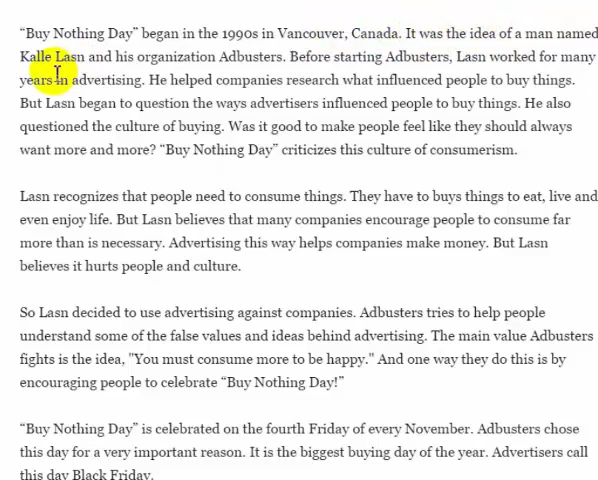 “Buy Nothing Day” began in the 1990s in Vancouver, Canada. It was the idea of a man named
Kalle Lasn and his organization Adbusters. Before starting Adbusters, Lasn worked for many
years in advertising. He helped companies research what influenced people to buy things.
But Lasn began to question the ways advertisers influenced people to buy things. He also
questioned the culture of buying. Was it good to make people feel like they should always
want more and more? “Buy Nothing Day” criticizes this culture of consumerism.
Lasn recognizes that people need to consume things. They have to buys things to eat, live and
even enjoy life. But Lasn believes that many companies encourage people to consume far
more than is necessary. Advertising this way helps companies make money. But Lasn
believes it hurts people and culture.
So Lasn decided to use advertising against companies. Adbusters tries to help people
understand some of the false values and ideas behind advertising. The main value Adbusters
fights is the idea, "You must consume more to be happy." And one way they do this is by
encouraging people to celebrate “Buy Nothing Day!”
“Buy Nothing Day” is celebrated on the fourth Friday of every November. Adbusters chose
this day for a very important reason. It is the biggest buying day of the year. Advertisers call
this day Black Friday.